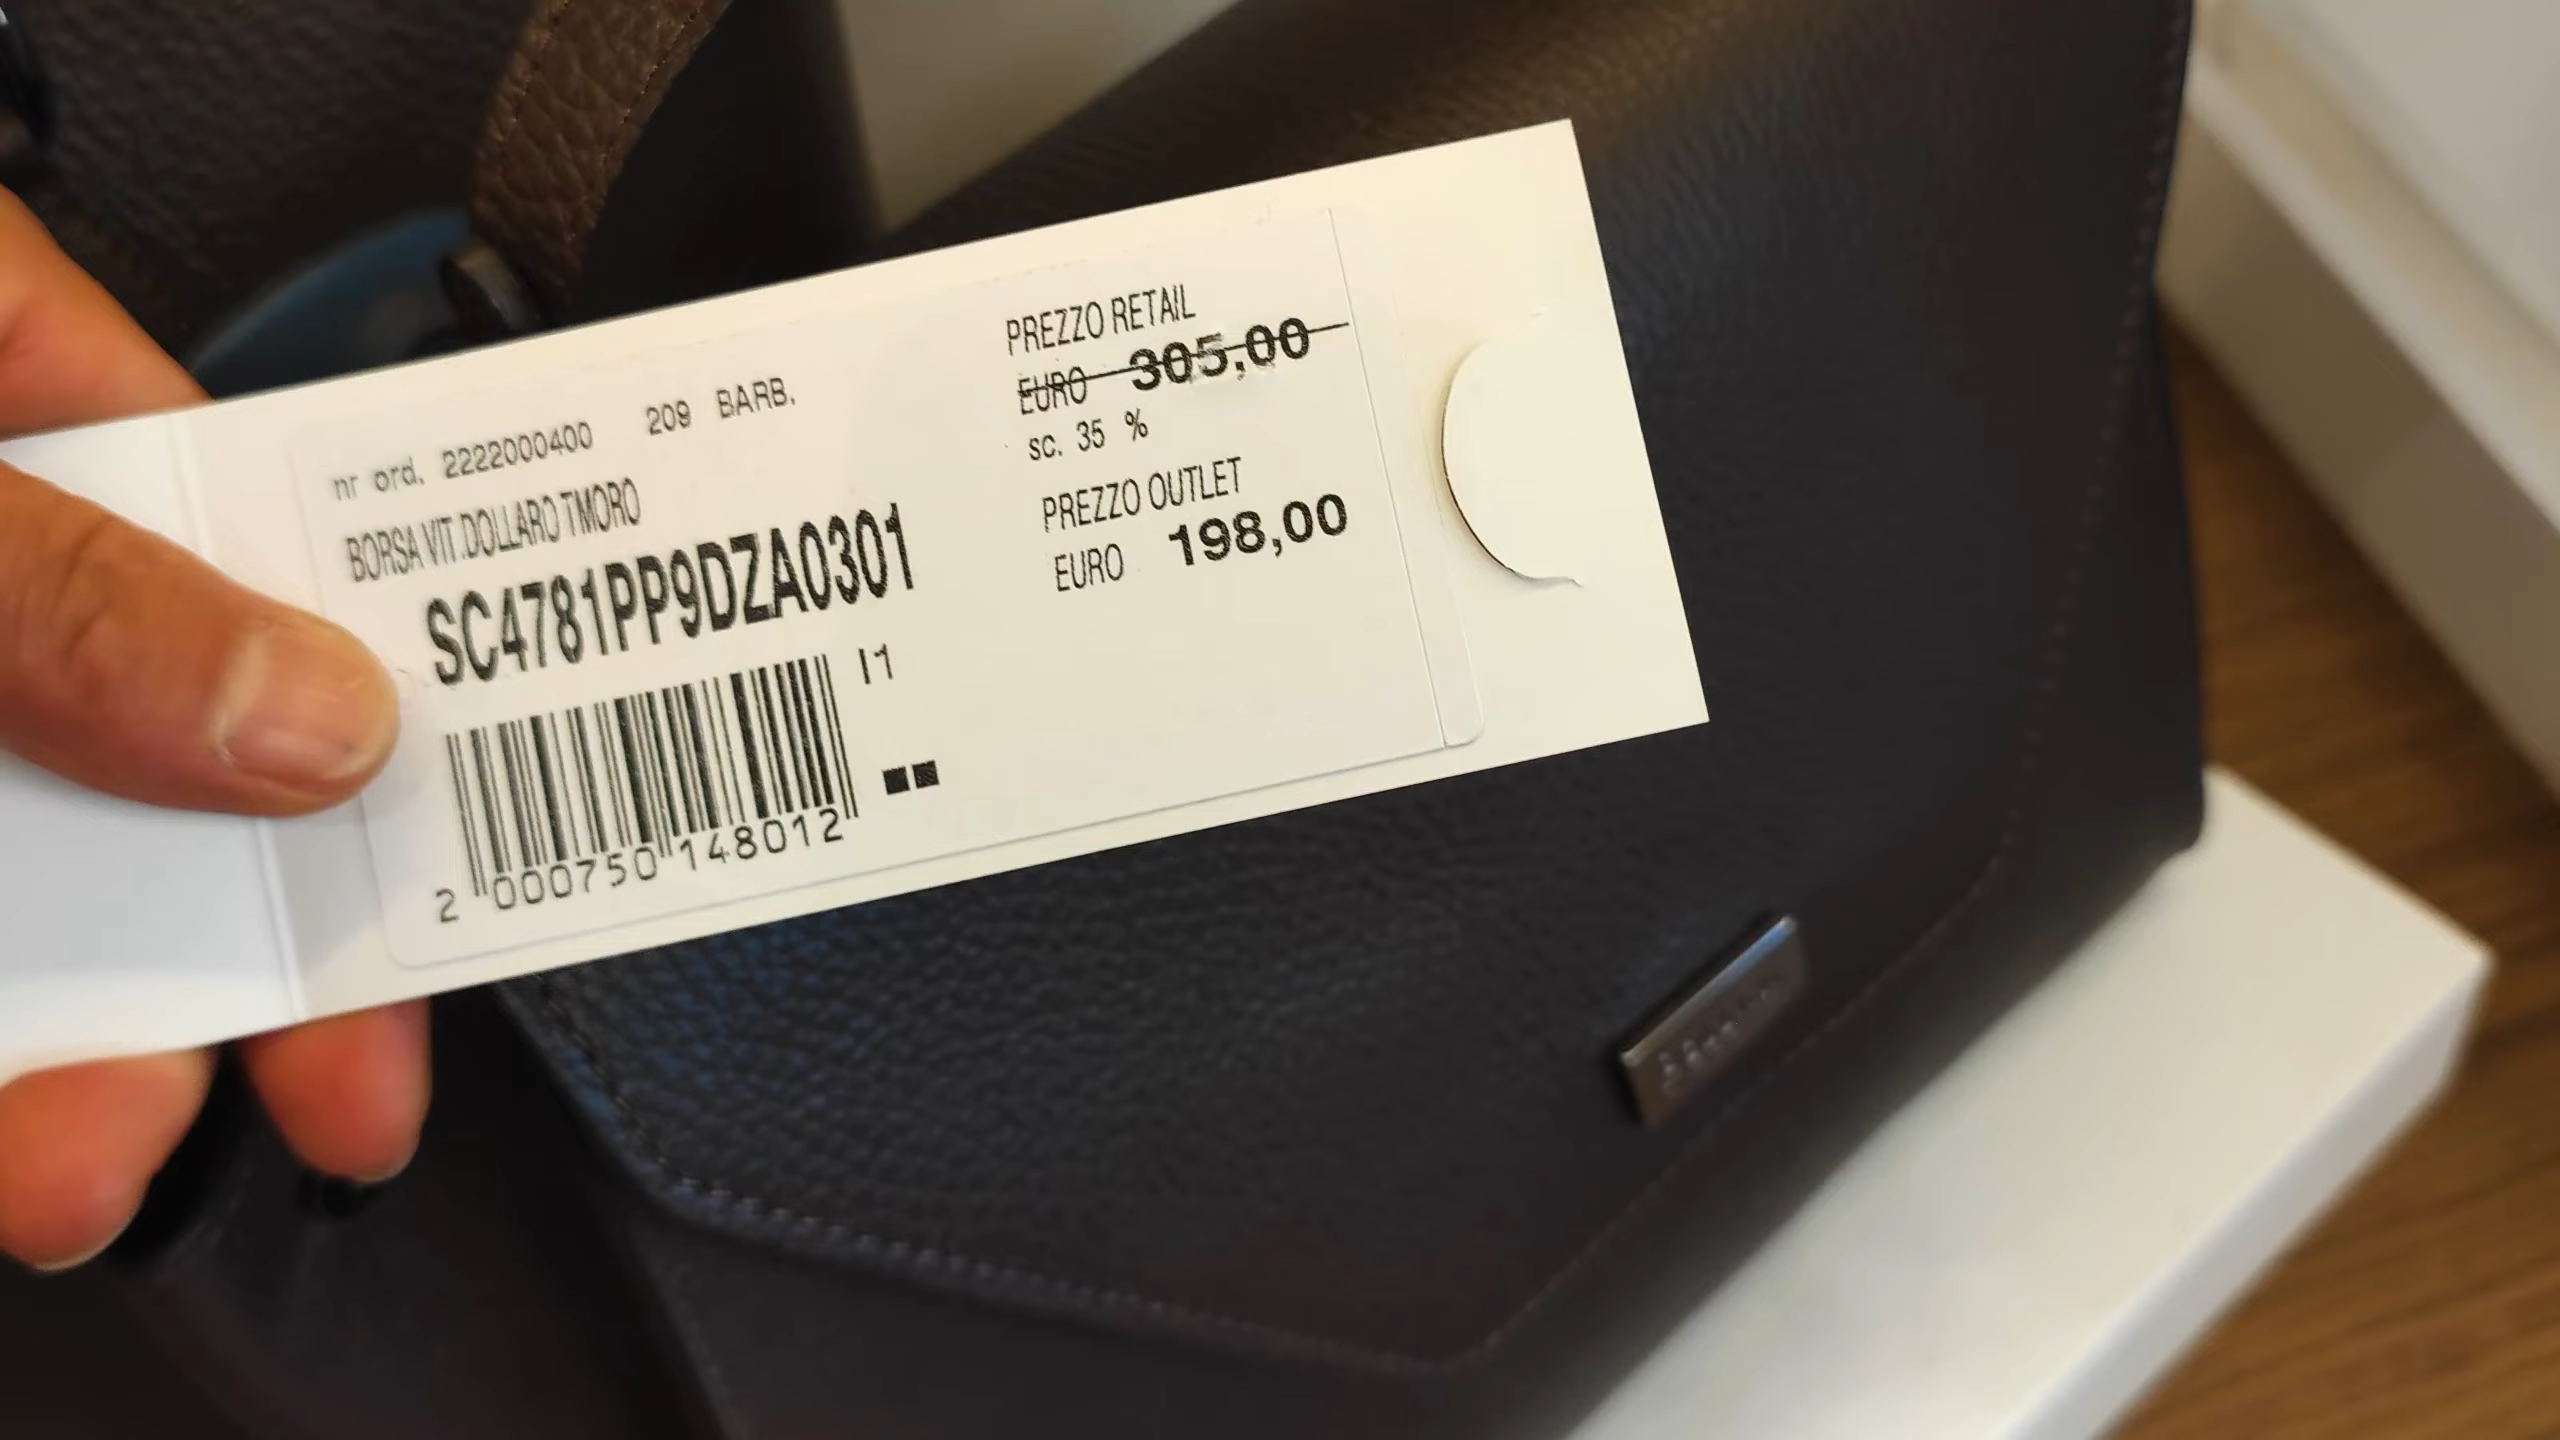 nr ord. 2222000400 209 BARB.
BORSA VIT.DOLLARO TMORO
SC4781PP9DZA0301
I1
2 000750 148012
PREZZO RETAIL
EURO 305,00
sc. 35 %
PREZZO OUTLET
EURO 198,00